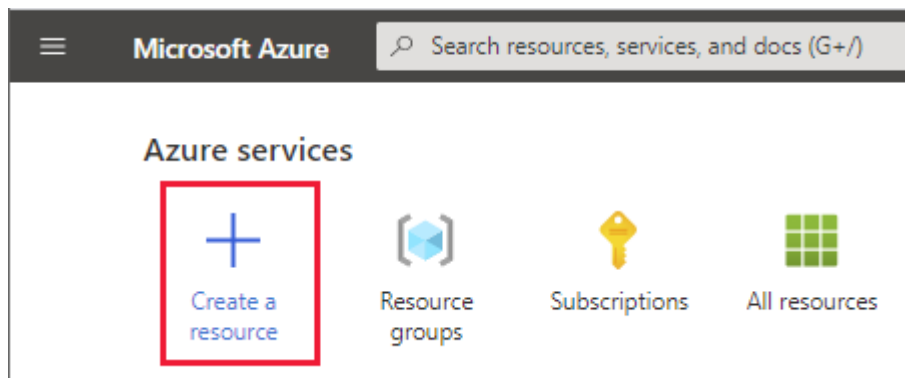 Microsoft Azure
Search resources, services, and docs (G+/)
Azure services
Create a
resource
Resource
groups
Subscriptions
All resources